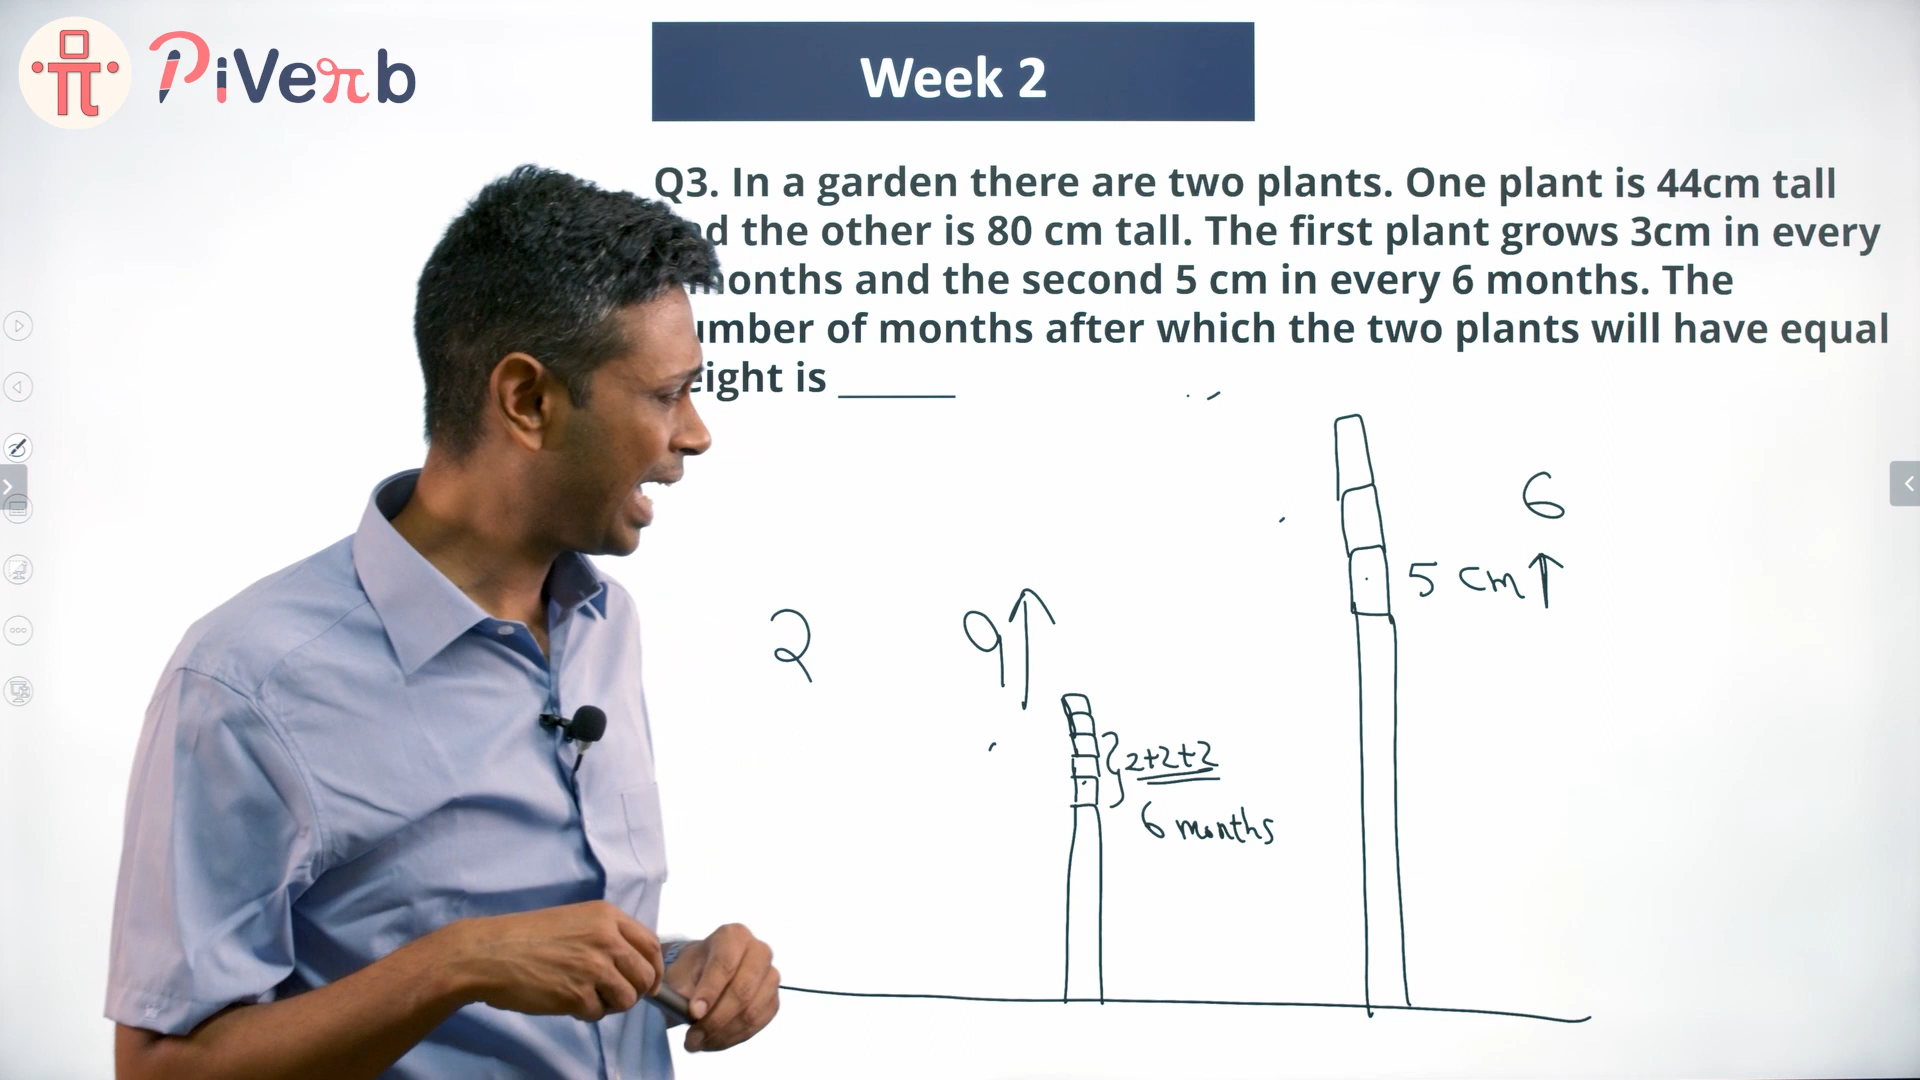 PiVerb
Week 2
Q3. In a garden there are two plants. One plant is 44cm tall
the other is 80 cm tall. The first plant grows 3cm in every
and the second 5 cm in every 6 months. The
of months after which the two plants will have equal
is ______
6
5 cm↑
2 9↑
2+2+2
6 months